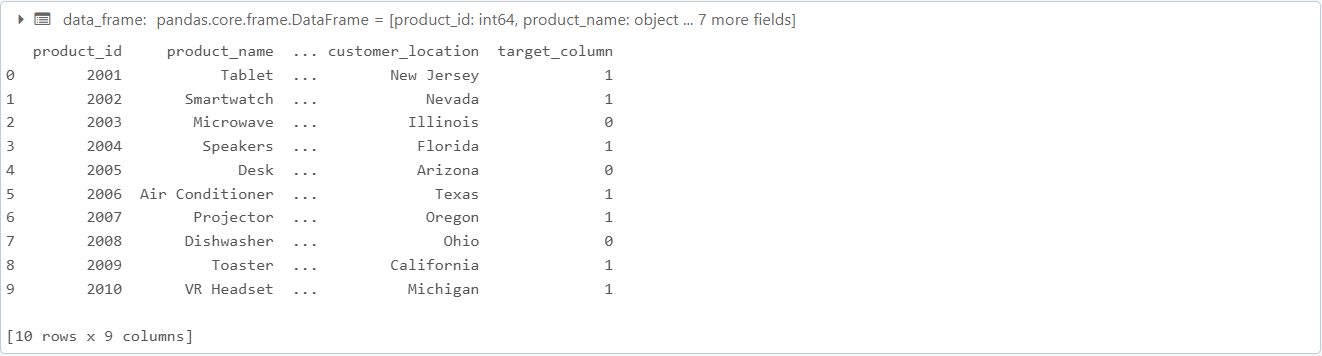 data_frame: pandas.core.frame.DataFrame = [product_id: int64, product_name: object ... 7 more fields]
product_id product_name ... customer_location target_column
0 2001 Tablet ... New Jersey 1
1 2002 Smartwatch ... Nevada 1
2 2003 Microwave ... Illinois 0
3 2004 Speakers ... Florida 1
4 2005 Desk ... Arizona 0
5 2006 Air Conditioner ... Texas 1
6 2007 Projector ... Oregon 1
7 2008 Dishwasher ... Ohio 0
8 2009 Toaster ... California 1
9 2010 VR Headset ... Michigan 1
[10 rows x 9 columns]